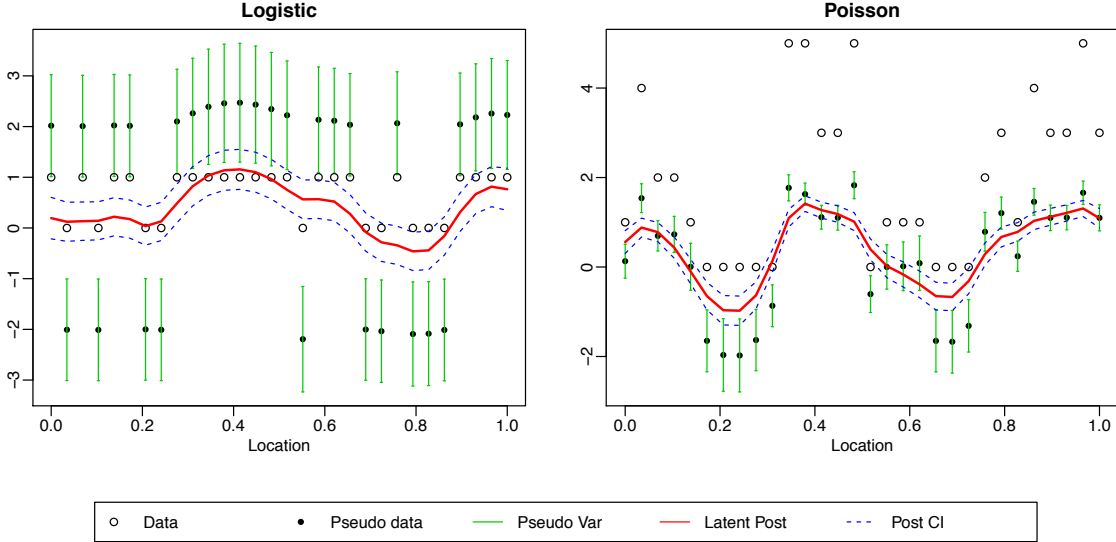 Logistic
Poisson
3
2
1
0
-1
-2
-3
0.0 0.2 0.4 0.6 0.8 1.0
Location
4
2
0
-2
0.0 0.2 0.4 0.6 0.8 1.0
Location
Data Pseudo data Pseudo Var Latent Post Post CI